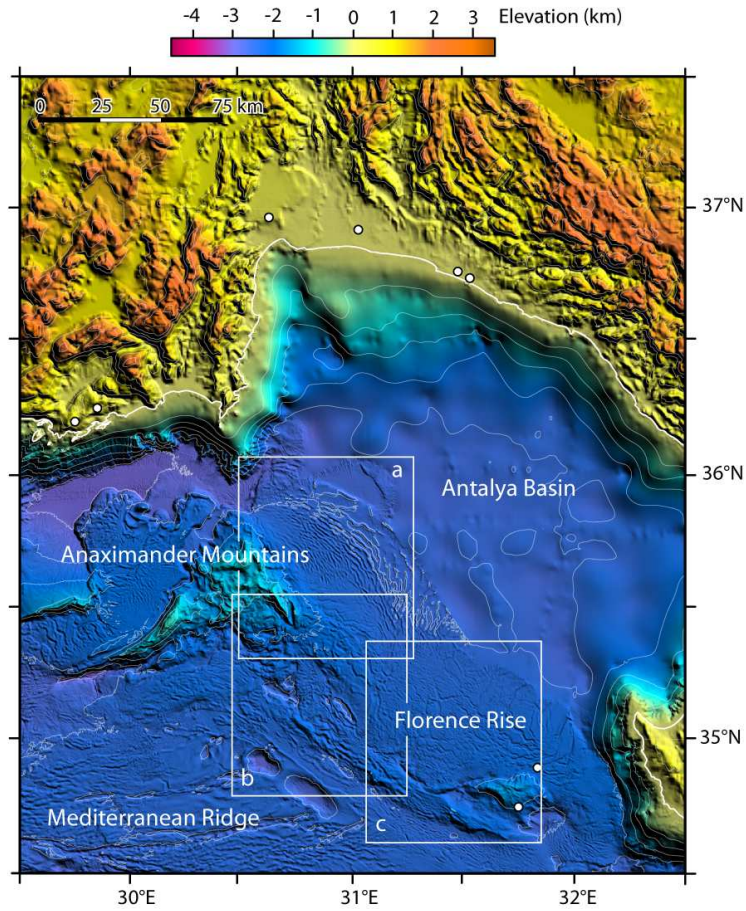 -4 -3 -2 -1 0 1 2 3 Elevation (km)
0 25 50 75 km
37°N
36°N
a
Antalya Basin
Anaximander Mountains
Florence Rise
35°N
b
Mediterranean Ridge
c
30°E 31°E 32°E